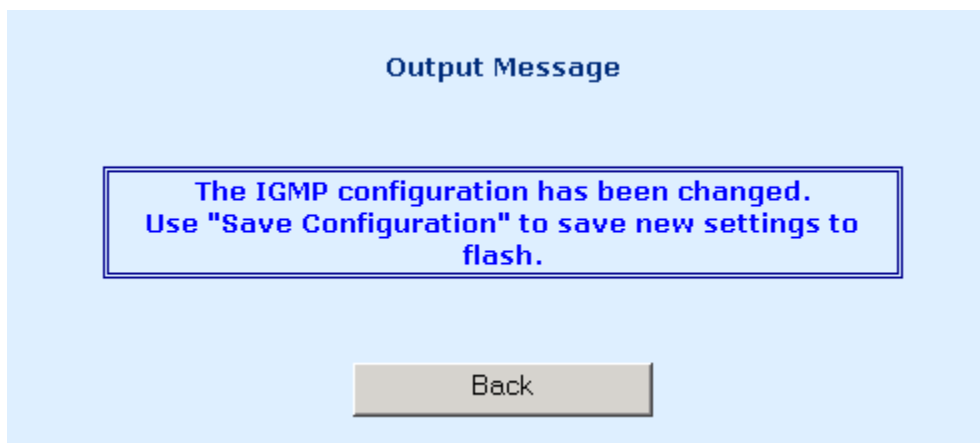 Output Message
The IGMP configuration has been changed.
Use "Save Configuration" to save new settings to
flash.
Back